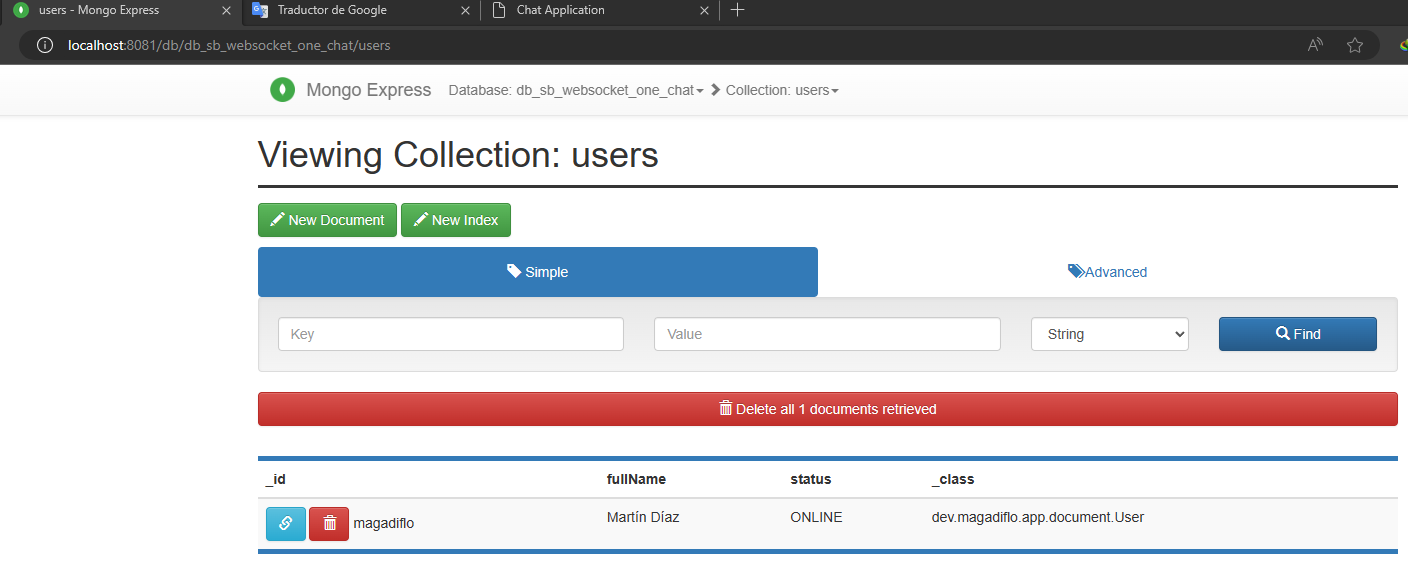 users - Mongo Express
Traductor de Google
Chat Application
localhost:8081/db/db_sb_websocket_one_chat/users
Mongo Express Database: db_sb_websocket_one_chat Collection: users
Viewing Collection: users
New Document New Index
Simple Advanced
Key Value String Find
Delete all 1 documents retrieved
_id fullName status _class
magadiflo Martín Díaz ONLINE dev.magadiflo.app.document.User